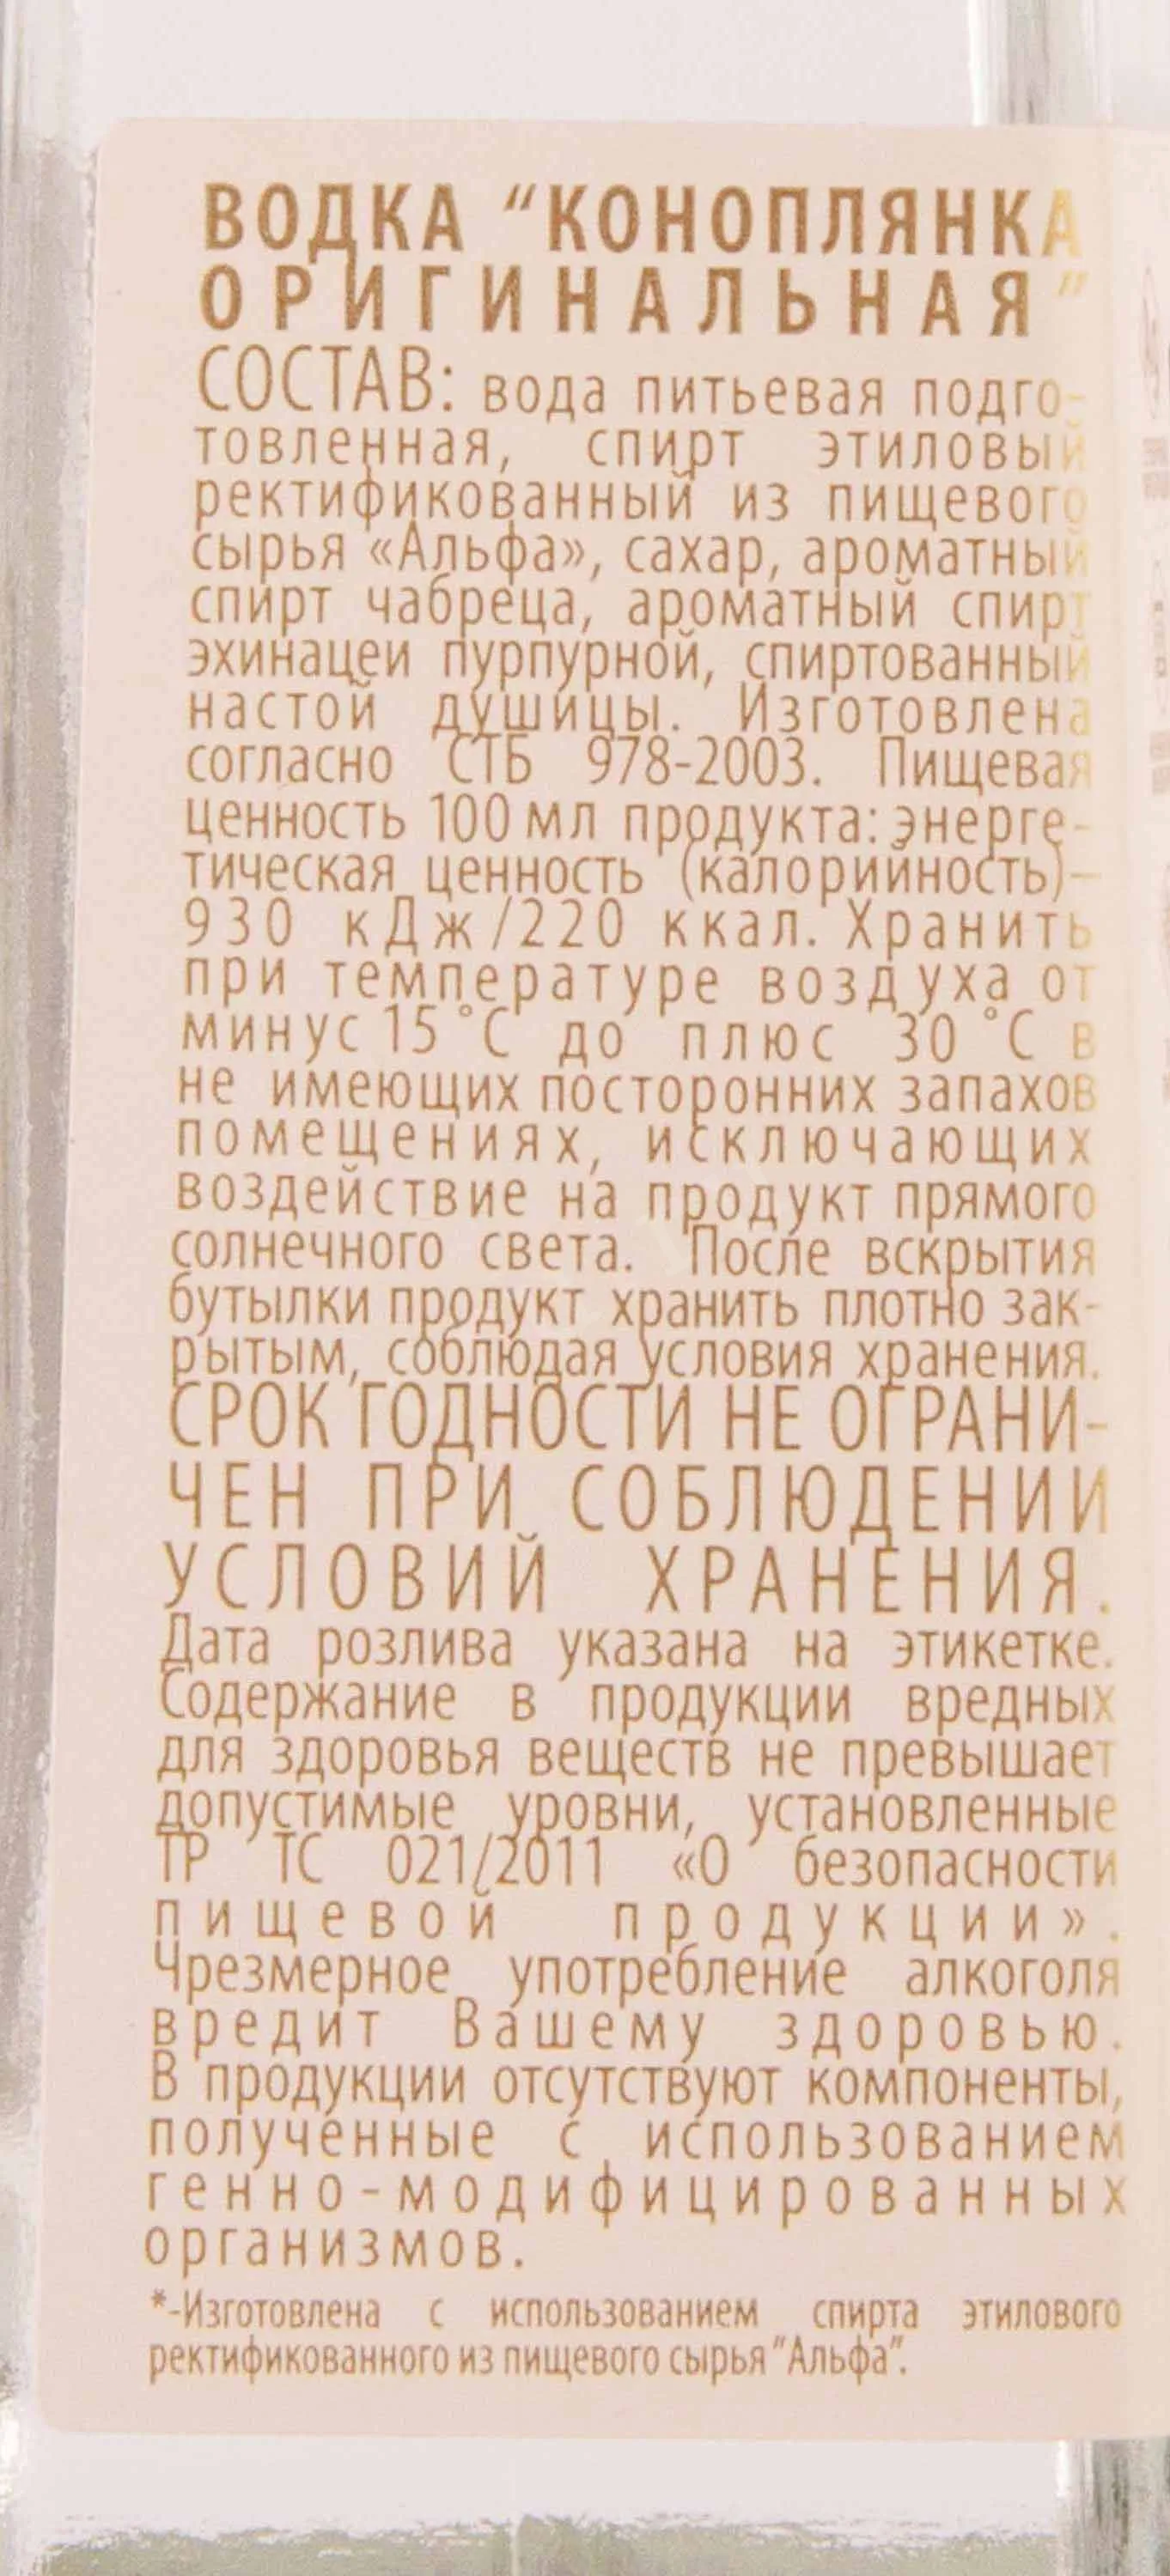 ВОДКА “КОНОПЛЯНКА
ОРИГИНАЛЬНАЯ”
СОСТАВ: вода питьевая подго-
товленная, спирт этиловый
ректификованный из пищевого
сырья «Альфа», сахар, ароматный
спирт чабреца, ароматный спирт
эхинацеи пурпурной, спиртованный
настой душицы. Изготовлена
согласно СТБ 978-2003. Пищевая
ценность 100 мл продукта: энерге-
тическая ценность (калорийность)–
930 кДж/220 ккал. Хранить
при температуре воздуха от
минус 15 °С до плюс 30 °С в
не имеющих посторонних запахов
помещениях, исключающих
воздействие на продукт прямого
солнечного света. После вскрытия
бутылки продукт хранить плотно зак-
рытым, соблюдая условия хранения.
СРОК ГОДНОСТИ НЕ ОГРАНИ-
ЧЕН ПРИ СОБЛЮДЕНИИ
УСЛОВИЙ ХРАНЕНИЯ.
Дата розлива указана на этикетке.
Содержание в продукции вредных
для здоровья веществ не превышает
допустимые уровни, установленные
ТР ТС 021/2011 «О безопасности
пищевой продукции».
Чрезмерное употребление алкоголя
вредит Вашему здоровью.
В продукции отсутствуют компоненты,
полученные с использованием
генно-модифицированных
организмов.
*-Изготовлена с использованием спирта этилового
ректификованного из пищевого сырья "Альфа".